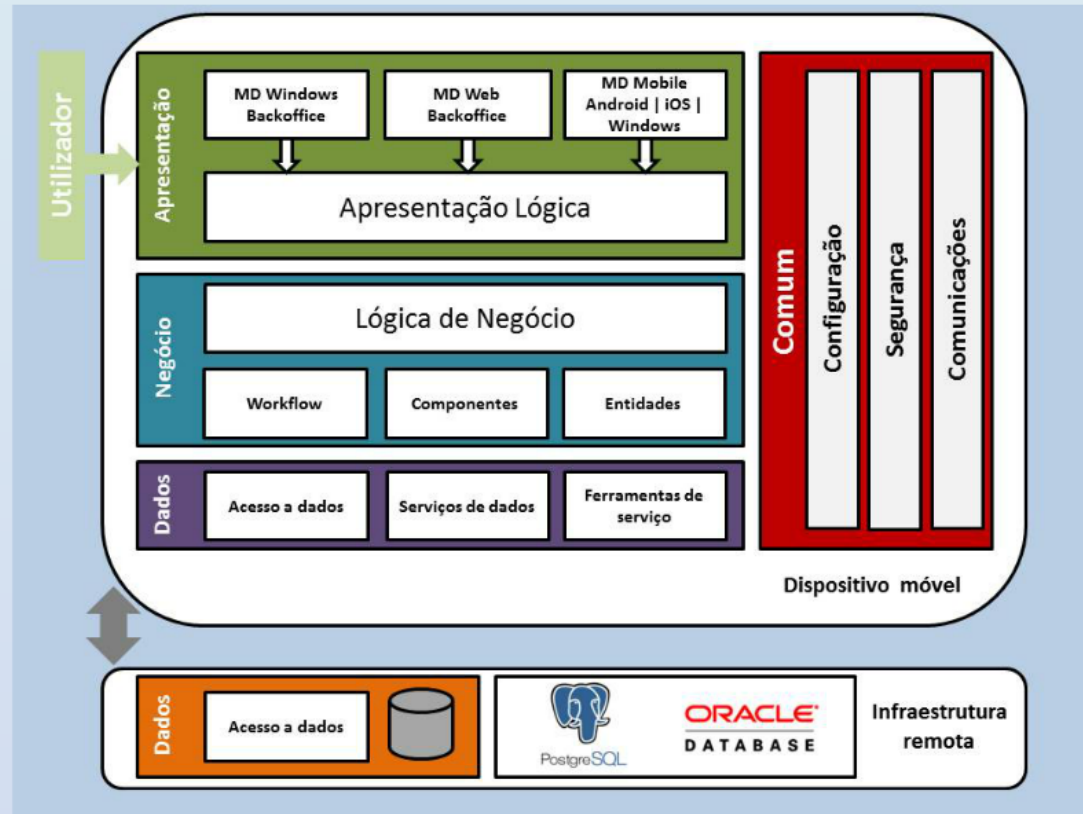 Utilizador
Apresentação
MD Windows
Backoffice
MD Web
Backoffice
MD Mobile
Android | iOS |
Windows
Apresentação Lógica
Negócio
Lógica de Negócio
Workflow
Componentes
Entidades
Dados
Acesso a dados
Serviços de dados
Ferramentas de
serviço
Comum
Configuração
Segurança
Comunicações
Dispositivo móvel
Dados
Acesso a dados
PostgreSQL
ORACLE
DATABASE
Infraestrutura
remota